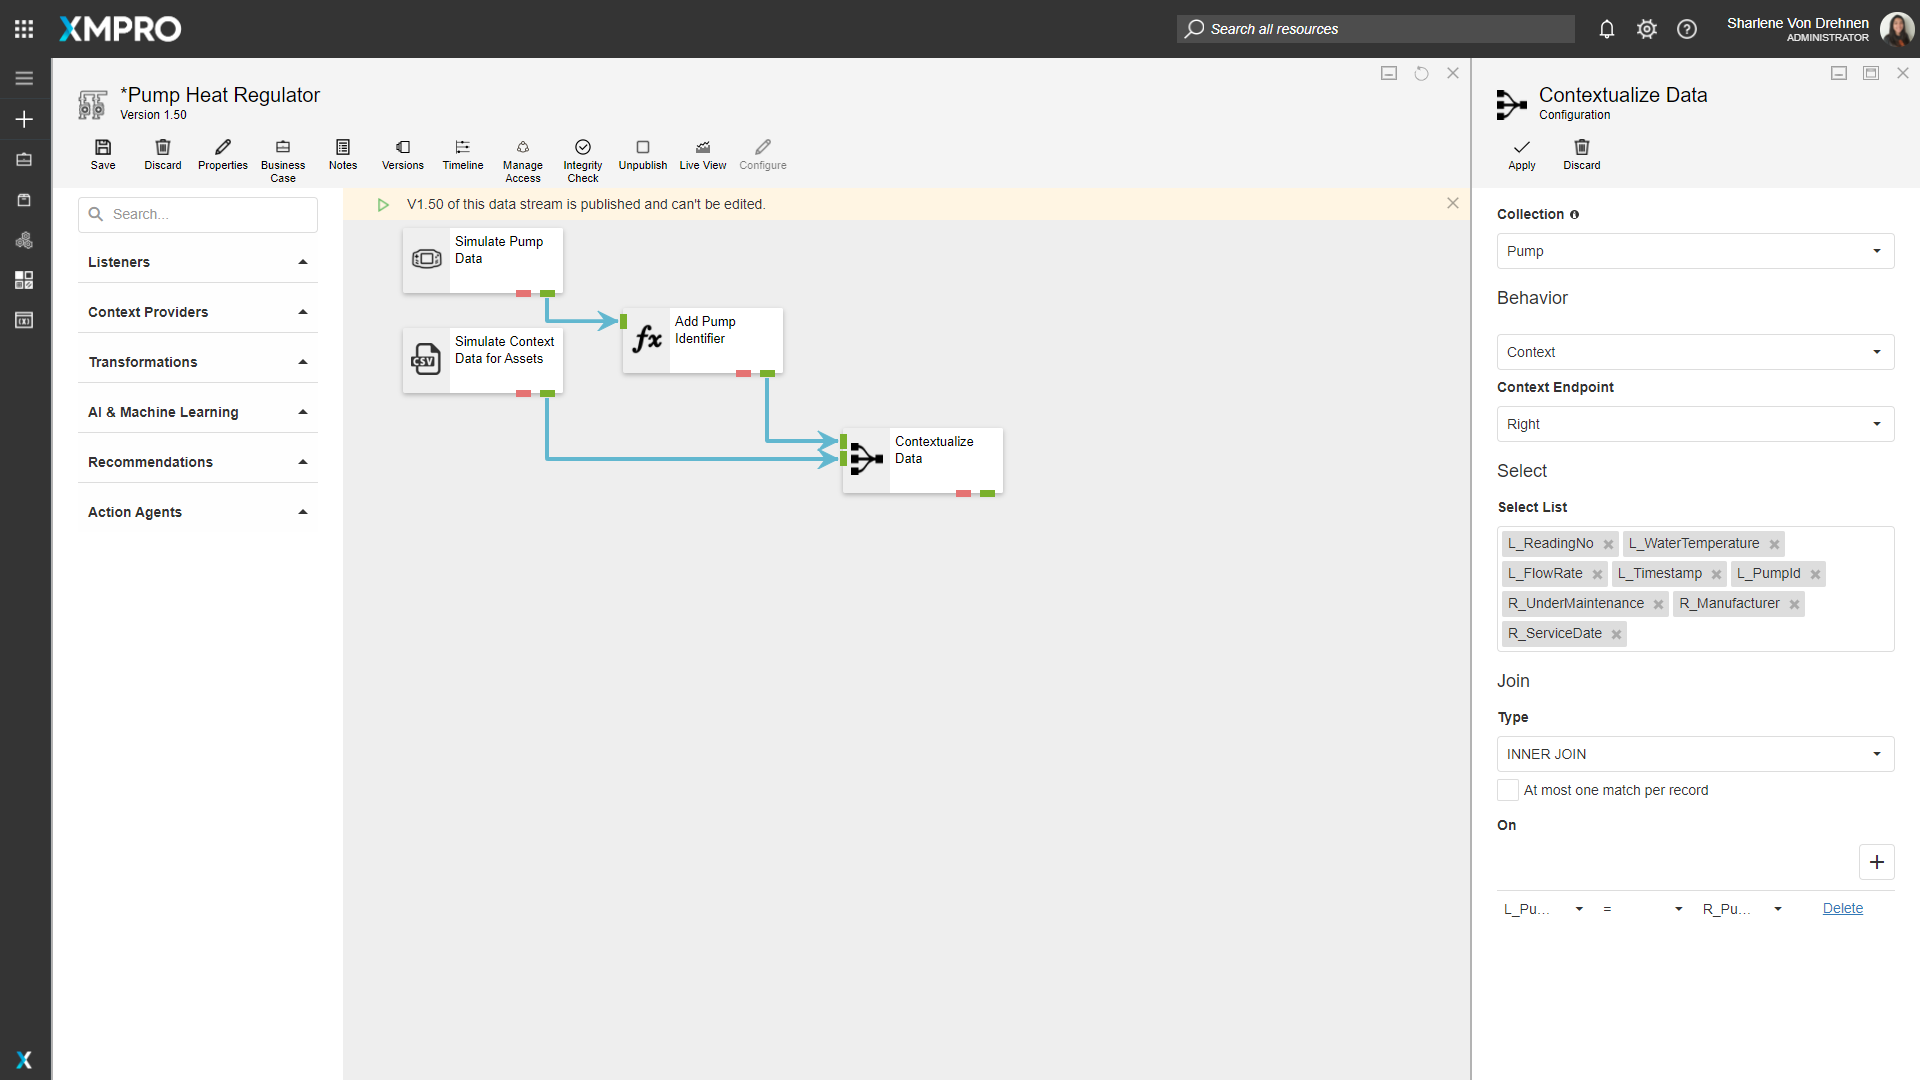 XMPRO
Search all resources
Sharlene Von Drehnen
ADMINISTRATOR
*Pump Heat Regulator
Version 1.50
Save
Discard
Properties
Business
Case
Notes
Versions
Timeline
Manage
Access
Integrity
Check
Unpublish
Live View
Configure
Search...
Listeners
Context Providers
Transformations
AI & Machine Learning
Recommendations
Action Agents
V1.50 of this data stream is published and can't be edited.
Simulate Pump
Data
Simulate Context
Data for Assets
CSV
fx
Add Pump
Identifier
Contextualize
Data
Contextualize Data
Configuration
Apply
Discard
Collection
Pump
Behavior
Context
Context Endpoint
Right
Select
Select List
L_ReadingNo
L_WaterTemperature
L_FlowRate
L_Timestamp
L_PumpId
R_UnderMaintenance
R_Manufacturer
R_ServiceDate
Join
Type
INNER JOIN
At most one match per record
On
L_Pu... = R_Pu... Delete